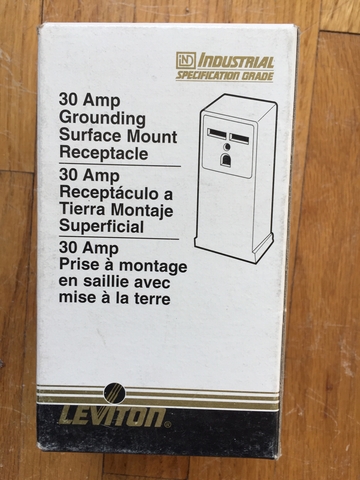 IND INDUSTRIAL
SPECIFICATION GRADE
30 Amp
Grounding
Surface Mount
Receptacle
30 Amp
Receptáculo a
Tierra Montaje
Superficial
30 Amp
Prise à montage
en saillie avec
mise à la terre
LEVITON®